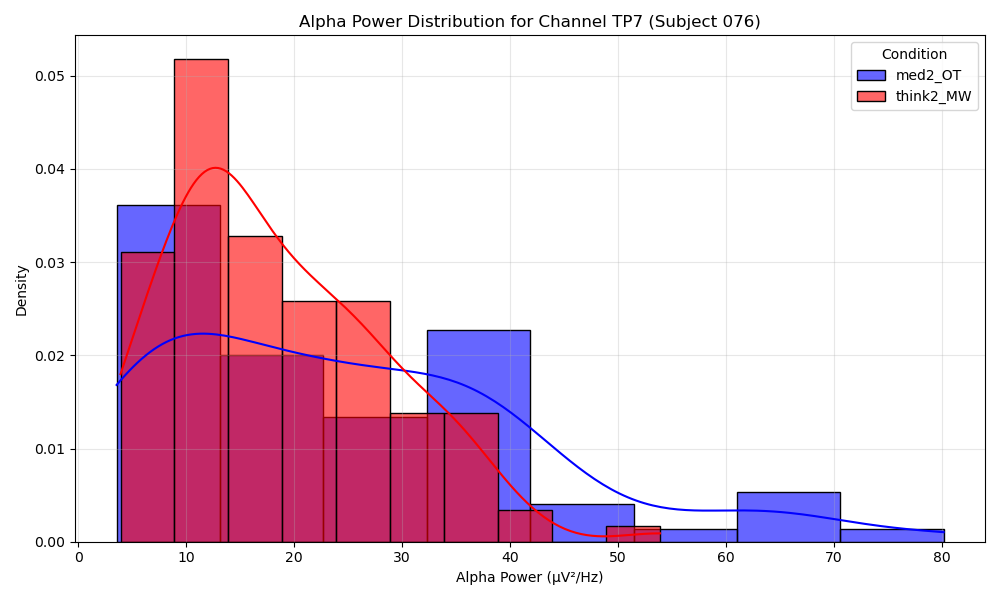 Alpha Power Distribution for Channel TP7 (Subject 076)
Condition
med2_OT
think2_MW
0.05
0.04
0.03
0.02
0.01
0.00
Density
0 10 20 30 40 50 60 70 80
Alpha Power (µV²/Hz)